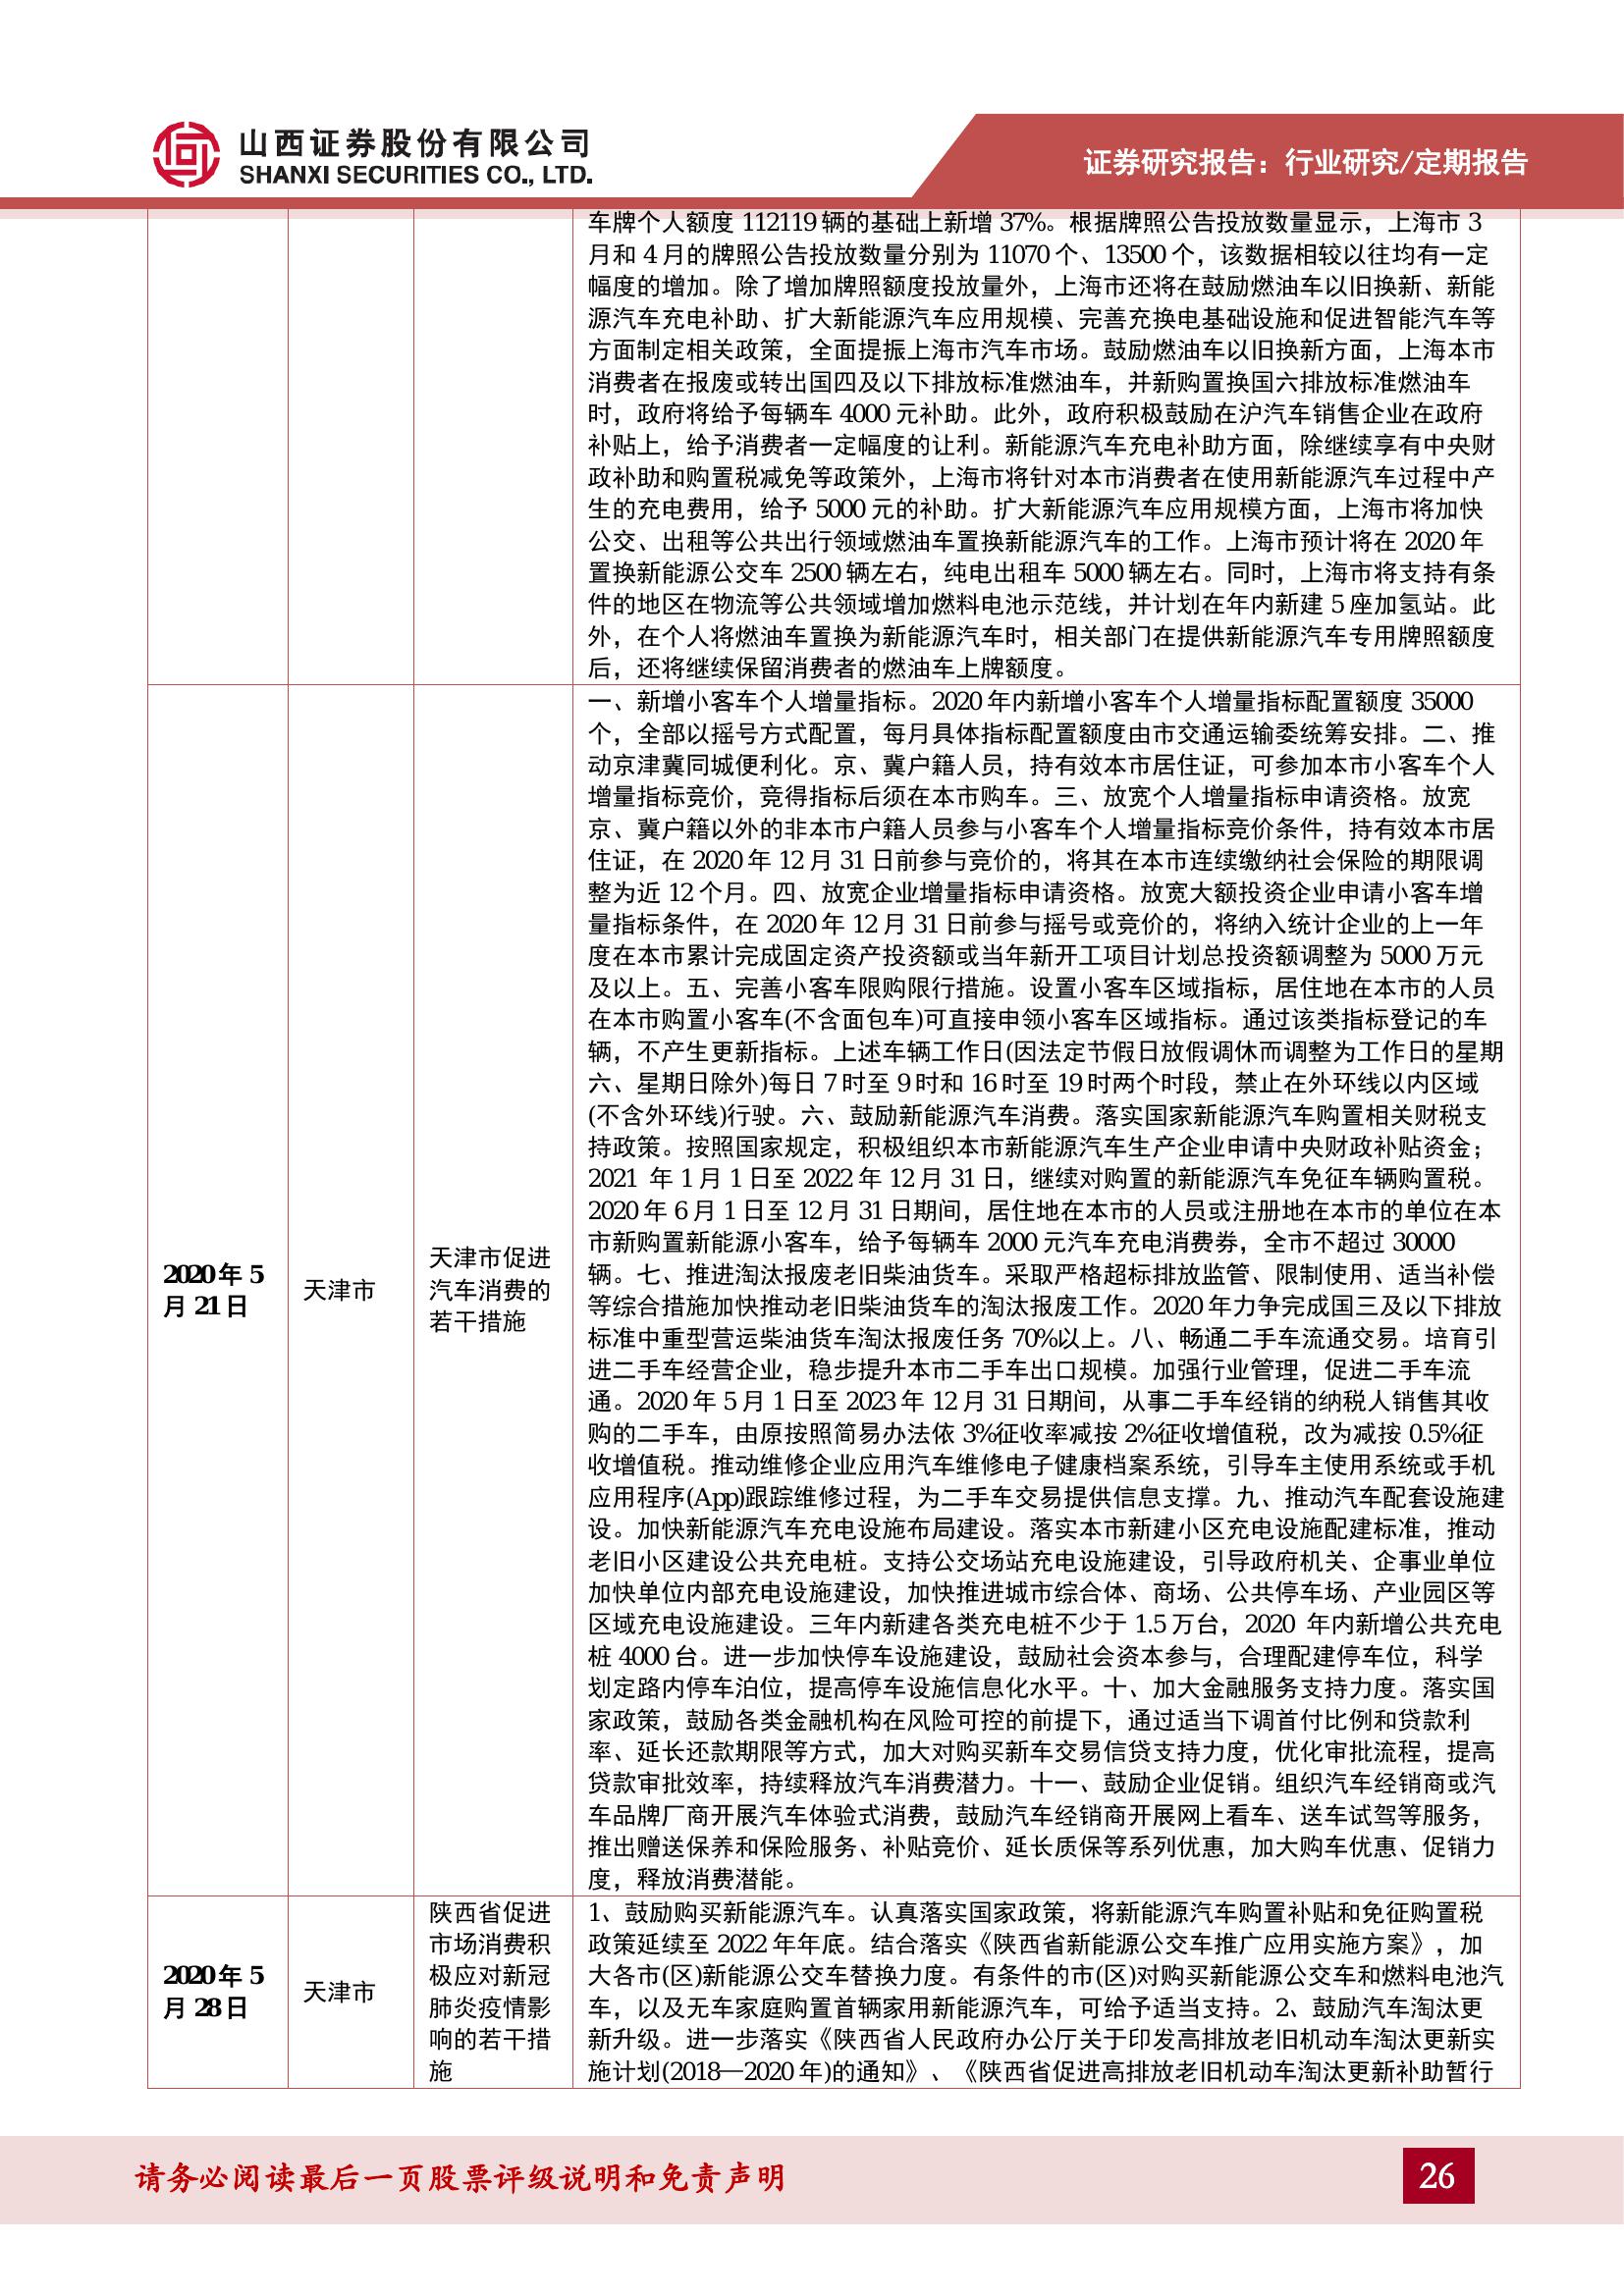 山西证券股份有限公司
SHANXI SECURITIES CO., LTD.
证券研究报告：行业研究/定期报告
车牌个人额度 112119 辆的基础上新增 37%。根据牌照公告投放数量显示，上海市 3
月和 4 月的牌照公告投放数量分别为 11070 个、13500 个，该数据相较以往均有一定
幅度的增加。除了增加牌照额度投放量外，上海市还将在鼓励燃油车以旧换新、新能
源汽车充电补助、扩大新能源汽车应用规模、完善充换电基础设施和促进智能汽车等
方面制定相关政策，全面提振上海市汽车市场。鼓励燃油车以旧换新方面，上海本市
消费者在报废或转出国四及以下排放标准燃油车，并新购置换国六排放标准燃油车
时，政府将给予每辆车 4000 元补助。此外，政府积极鼓励在沪汽车销售企业在政府
补贴上，给予消费者一定幅度的让利。新能源汽车充电补助方面，除继续享有中央财
政补助和购置税减免等政策外，上海市将针对本市消费者在使用新能源汽车过程中产
生的充电费用，给予 5000 元的补助。扩大新能源汽车应用规模方面，上海市将加快
公交、出租等公共出行领域燃油车置换新能源汽车的工作。上海市预计将在 2020 年
置换新能源公交车 2500 辆左右，纯电出租车 5000 辆左右。同时，上海市将支持有条
件的地区在物流等公共领域增加燃料电池示范线，并计划在年内新建 5 座加氢站。此
外，在个人将燃油车置换为新能源汽车时，相关部门在提供新能源汽车专用牌照额度
后，还将继续保留消费者的燃油车上牌额度。
2020 年 5
月 21 日
天津市
天津市促进
汽车消费的
若干措施
一、新增小客车个人增量指标。2020 年内新增小客车个人增量指标配置额度 35000
个，全部以摇号方式配置，每月具体指标配置额度由市交通运输委统筹安排。二、推
动京津冀同城便利化。京、冀户籍人员，持有效本市居住证，可参加本市小客车个人
增量指标竞价，竞得指标后须在本市购车。三、放宽个人增量指标申请资格。放宽
京、冀户籍以外的非本市户籍人员参与小客车个人增量指标竞价条件，持有效本市居
住证，在 2020 年 12 月 31 日前参与竞价的，将其在本市连续缴纳社会保险的期限调
整为近 12 个月。四、放宽企业增量指标申请资格。放宽大额投资企业申请小客车增
量指标条件，在 2020 年 12 月 31 日前参与摇号或竞价的，将纳入统计企业的上一年
度在本市累计完成固定资产投资额或当年新开工项目计划总投资额调整为 5000 万元
及以上。五、完善小客车限购限行措施。设置小客车区域指标，居住地在本市的人员
在本市购置小客车(不含面包车)可直接申领小客车区域指标。通过该类指标登记的车
辆，不产生更新指标。上述车辆工作日(因法定节假日放假调休而调整为工作日的星期
六、星期日除外)每日 7 时至 9 时和 16 时至 19 时两个时段，禁止在外环线以内区域
(不含外环线)行驶。六、鼓励新能源汽车消费。落实国家新能源汽车购置相关财税支
持政策。按照国家规定，积极组织本市新能源汽车生产企业申请中央财政补贴资金；
2021 年 1 月 1 日至 2022 年 12 月 31 日，继续对购置的新能源汽车免征车辆购置税。
2020 年 6 月 1 日至 12 月 31 日期间，居住地在本市的人员或注册地在本市的单位在本
市新购置新能源小客车，给予每辆车 2000 元汽车充电消费券，全市不超过 30000
辆。七、推进淘汰报废老旧柴油货车。采取严格超标排放监管、限制使用、适当补偿
等综合措施加快推动老旧柴油货车的淘汰报废工作。2020 年力争完成国三及以下排放
标准中重型营运柴油货车淘汰报废任务 70%以上。八、畅通二手车流通交易。培育引
进二手车经营企业，稳步提升本市二手车出口规模。加强行业管理，促进二手车流
通。2020 年 5 月 1 日至 2023 年 12 月 31 日期间，从事二手车经销的纳税人销售其收
购的二手车，由原按照简易办法依 3%征收率减按 2%征收增值税，改为减按 0.5%征
收增值税。推动维修企业应用汽车维修电子健康档案系统，引导车主使用系统或手机
应用程序(App)跟踪维修过程，为二手车交易提供信息支撑。九、推动汽车配套设施建
设。加快新能源汽车充电设施布局建设。落实本市新建小区充电设施配建标准，推动
老旧小区建设公共充电桩。支持公交场站充电设施建设，引导政府机关、企事业单位
加快单位内部充电设施建设，加快推进城市综合体、商场、公共停车场、产业园区等
区域充电设施建设。三年内新建各类充电桩不少于 1.5 万台，2020 年内新增公共充电
桩 4000 台。进一步加快停车设施建设，鼓励社会资本参与，合理配建停车位，科学
划定路内停车泊位，提高停车设施信息化水平。十、加大金融服务支持力度。落实国
家政策，鼓励各类金融机构在风险可控的前提下，通过适当下调首付比例和贷款利
率、延长还款期限等方式，加大对购买新车交易信贷支持力度，优化审批流程，提高
贷款审批效率，持续释放汽车消费潜力。十一、鼓励企业促销。组织汽车经销商或汽
车品牌厂商开展汽车体验式消费，鼓励汽车经销商开展网上看车、送车试驾等服务，
推出赠送保养和保险服务、补贴竞价、延长质保等系列优惠，加大购车优惠、促销力
度，释放消费潜能。
2020 年 5
月 28 日
天津市
陕西省促进
市场消费积
极应对新冠
肺炎疫情影
响的若干措
施
1、鼓励购买新能源汽车。认真落实国家政策，将新能源汽车购置补贴和免征购置税
政策延续至 2022 年年底。结合落实《陕西省新能源公交车推广应用实施方案》，加
大各市(区)新能源公交车替换力度。有条件的市(区)对购买新能源公交车和燃料电池汽
车，以及无车家庭购置首辆家用新能源汽车，可给予适当支持。2、鼓励汽车淘汰更
新升级。进一步落实《陕西省人民政府办公厅关于印发高排放老旧机动车淘汰更新实
施计划(2018—2020 年)的通知》、《陕西省促进高排放老旧机动车淘汰更新补助暂行
请务必阅读最后一页股票评级说明和免责声明
26